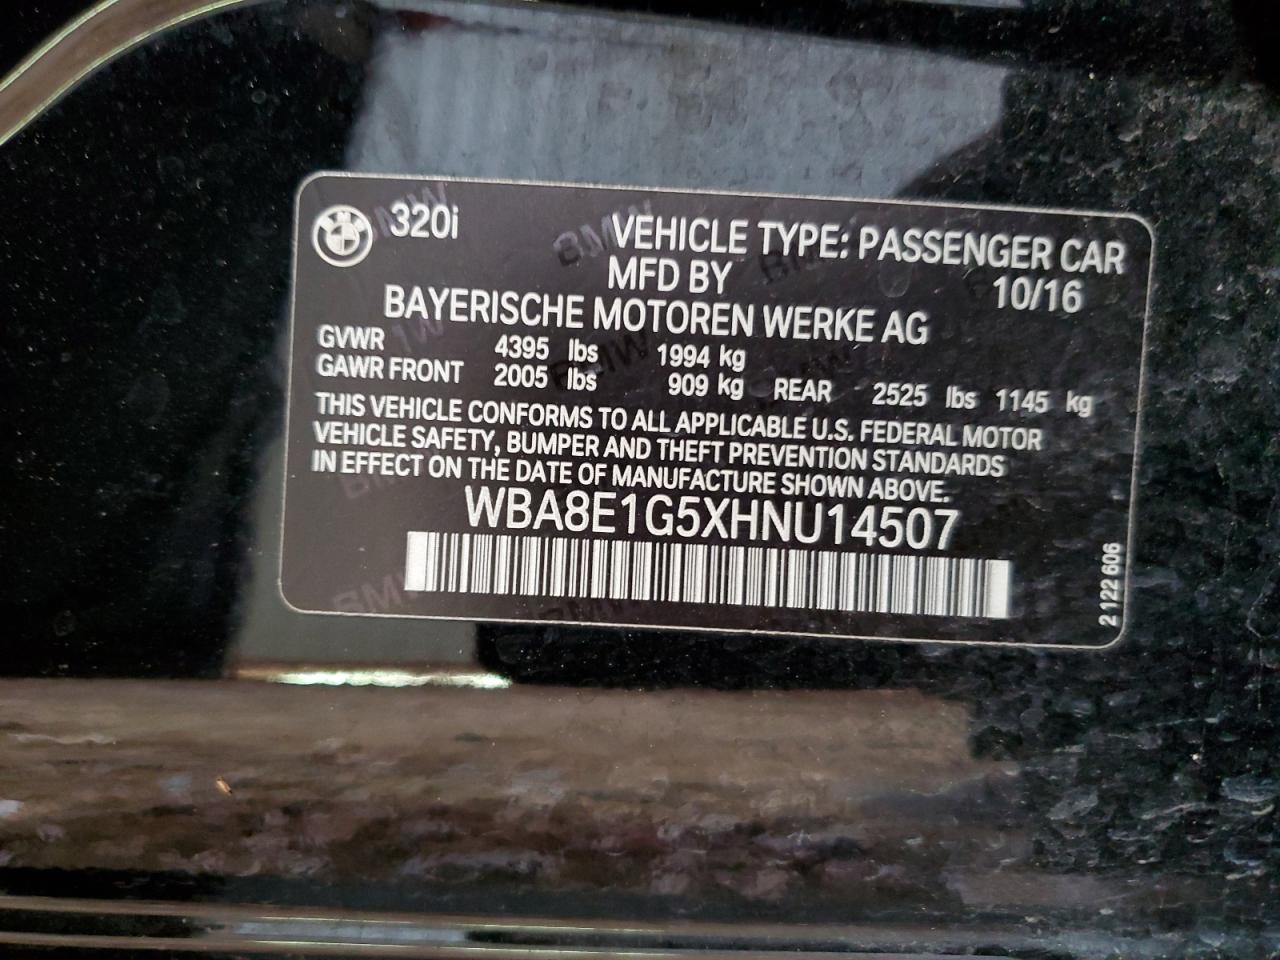 320i VEHICLE TYPE: PASSENGER CAR
MFD BY 10/16
BAYERISCHE MOTOREN WERKE AG
GVWR 4395 lbs 1994 kg
GAWR FRONT 2005 lbs 909 kg REAR 2525 lbs 1145 kg
THIS VEHICLE CONFORMS TO ALL APPLICABLE U.S. FEDERAL MOTOR
VEHICLE SAFETY, BUMPER AND THEFT PREVENTION STANDARDS
IN EFFECT ON THE DATE OF MANUFACTURE SHOWN ABOVE.
WBA8E1G5XHNU14507
2 122 606